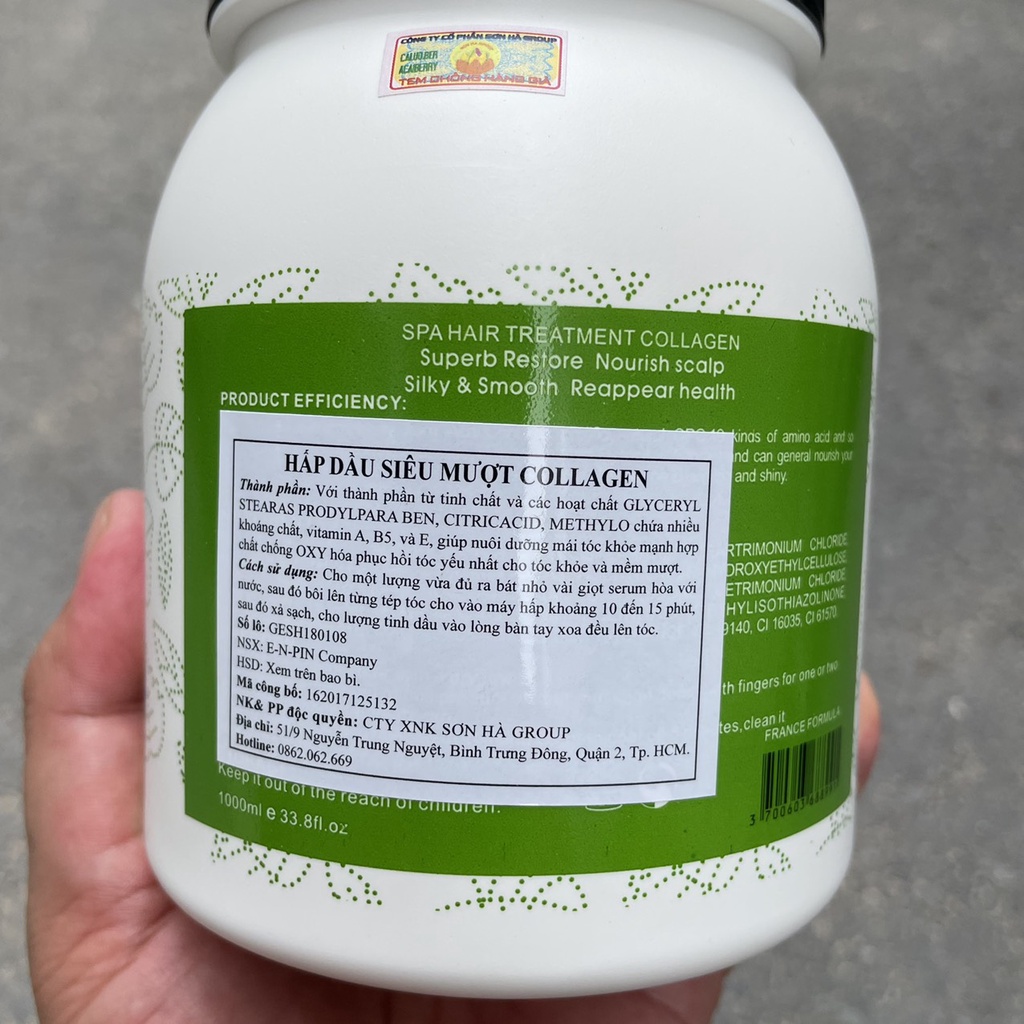 CÔNG TY CỔ PHẦN SƠN HÀ GROUP
CALUOBER
ACAIBERRY
TEM CHỐNG HÀNG GIẢ
SPA HAIR TREATMENT COLLAGEN
Superb Restore Nourish scalp
Silky & Smooth Reappear health
PRODUCT EFFICIENCY:
kinds of amino acid and
and can general nourish your
and shiny.
HẤP DẦU SIÊU MƯỢT COLLAGEN
Thành phần: Với thành phần từ tinh chất và các hoạt chất GLYCERYL
STEARAS PRODYLPARA BEN, CITRICACID, METHYLO chứa nhiều
khoáng chất, vitamin A, B5, và E, giúp nuôi dưỡng mái tóc khỏe mạnh hợp
chất chống OXY hóa phục hồi tóc yếu nhất cho tóc khỏe và mềm mượt.
Cách sử dụng: Cho một lượng vừa đủ ra bát nhỏ vài giọt serum hòa với
nước, sau đó bôi lên từng tép tóc cho vào máy hấp khoảng 10 đến 15 phút,
sau đó xả sạch, cho lượng tinh dầu vào lòng bàn tay xoa đều lên tóc.
Số lô: GESH180108
NSX: E-N-PIN Company
HSD: Xem trên bao bì.
Mã công bố: 162017125132
NK& PP độc quyền: CTY XNK SƠN HÀ GROUP
Địa chỉ: 51/9 Nguyễn Trung Nguyệt, Bình Trưng Đông, Quận 2, Tp. HCM.
Hotline: 0862.062.669
RTRIMONIUM CHLORIDE,
DROXYETHYLCELLULOSE,
ETRIMONIUM CHLORIDE,
HYLISOTHIAZOLINONE,
9140, CI 16035, CI 61570.
th fingers for one or two
tes, clean it
FRANCE FORMULA
Keep it out of the reach of children.
1000ml e 33.8fl.oz